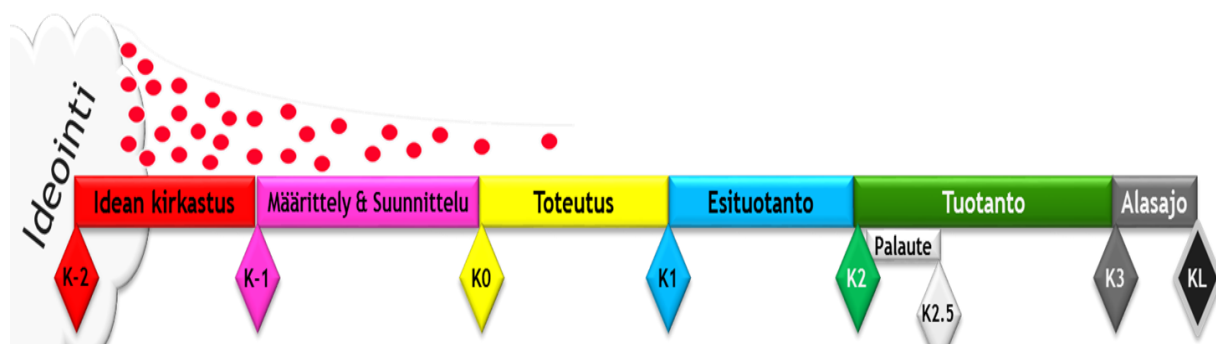 Ideointi
Idean kirkastus
Määrittely & Suunnittelu
Toteutus
Esituotanto
Tuotanto
Alasajo
Palaute
K-2
K-1
K0
K1
K2
K2.5
K3
KL